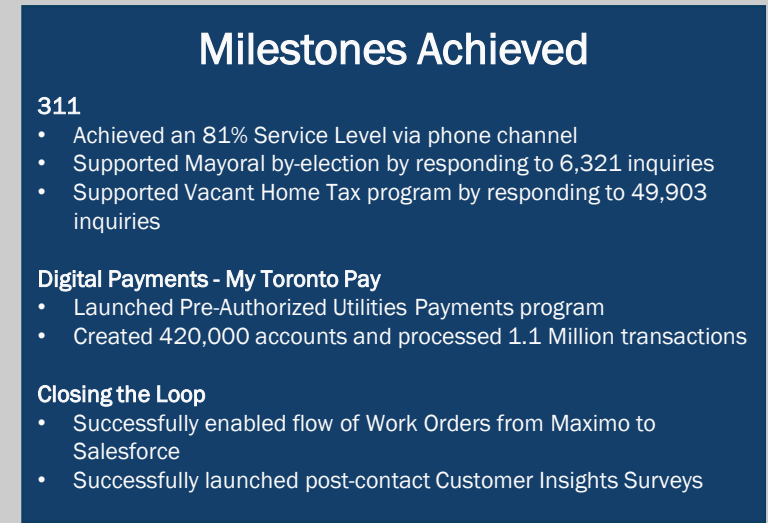 Milestones Achieved
311
• Achieved an 81% Service Level via phone channel
• Supported Mayoral by-election by responding to 6,321 inquiries
• Supported Vacant Home Tax program by responding to 49,903
inquiries
Digital Payments - My Toronto Pay
• Launched Pre-Authorized Utilities Payments program
• Created 420,000 accounts and processed 1.1 Million transactions
Closing the Loop
• Successfully enabled flow of Work Orders from Maximo to
Salesforce
• Successfully launched post-contact Customer Insights Surveys